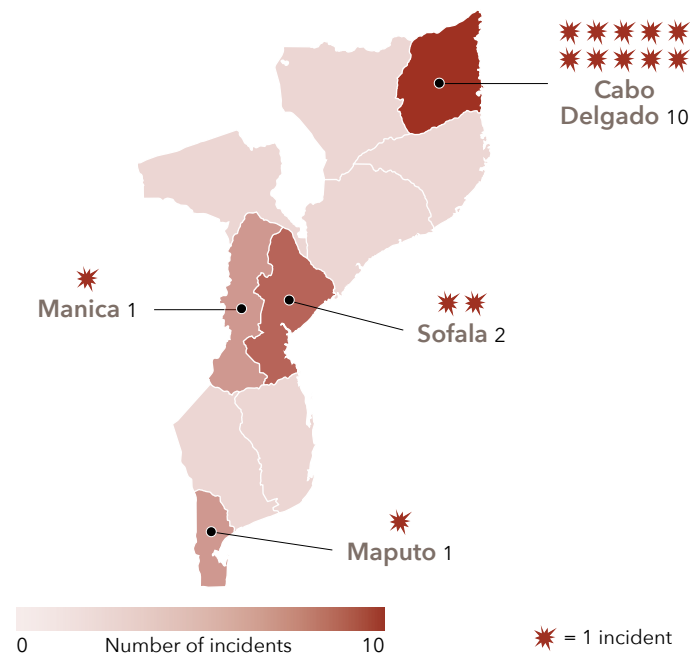 Cabo
Delgado 10
Manica 1
Sofala 2
Maputo 1
0 Number of incidents 10
= 1 incident